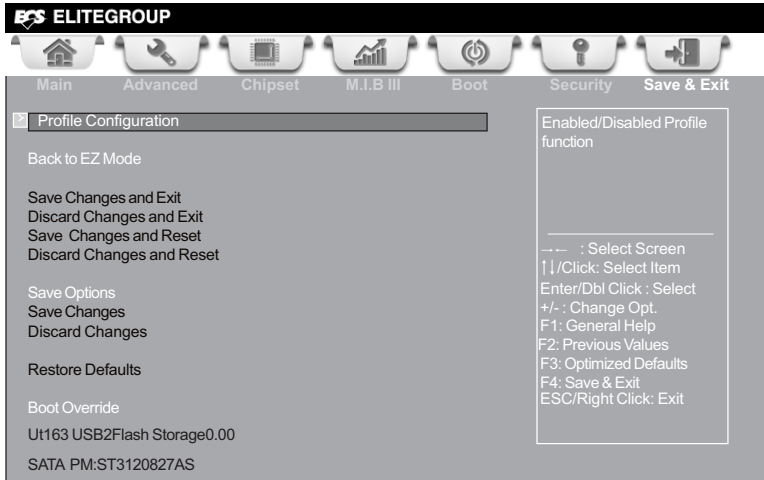 ECS ELITEGROUP
Main Advanced Chipset M.I.B III Boot Security Save & Exit
> Profile Configuration
Back to EZ Mode
Save Changes and Exit
Discard Changes and Exit
Save Changes and Reset
Discard Changes and Reset
Save Options
Save Changes
Discard Changes
Restore Defaults
Boot Override
Ut163 USB2Flash Storage0.00
SATA PM:ST3120827AS
Enabled/Disabled Profile
function
→← : Select Screen
↑↓/Click: Select Item
Enter/Dbl Click : Select
+/- : Change Opt.
F1: General Help
F2: Previous Values
F3: Optimized Defaults
F4: Save & Exit
ESC/Right Click: Exit